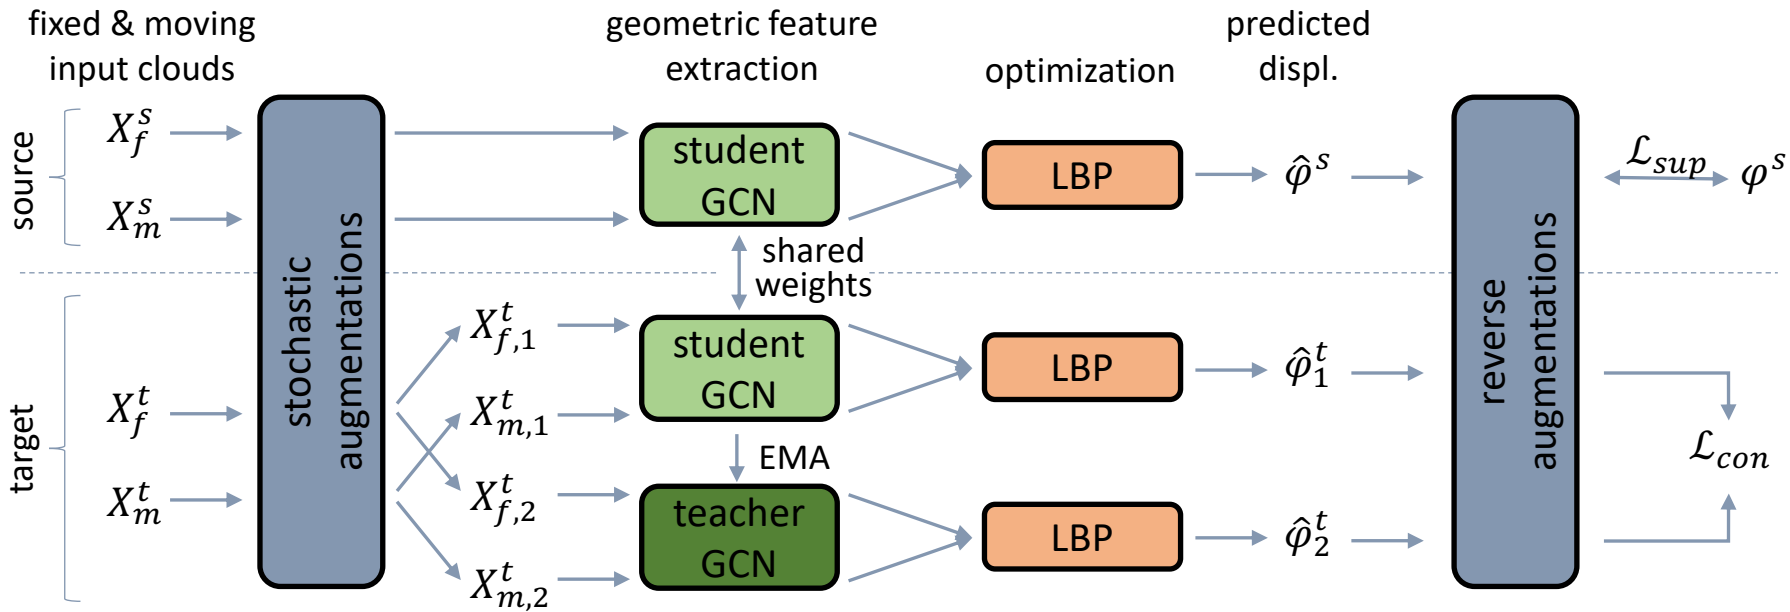 fixed & moving
input clouds
geometric feature
extraction
optimization
predicted
displ.
source
X_f^s
X_m^s
stochastic
augmentations
student
GCN
LBP
φ̂^s
reverse
augmentations
ℒ_sup
φ^s
shared
weights
target
X_f^t
X_m^t
X_{f,1}^t
X_{m,1}^t
student
GCN
LBP
φ̂_1^t
EMA
X_{f,2}^t
X_{m,2}^t
teacher
GCN
LBP
φ̂_2^t
ℒ_con